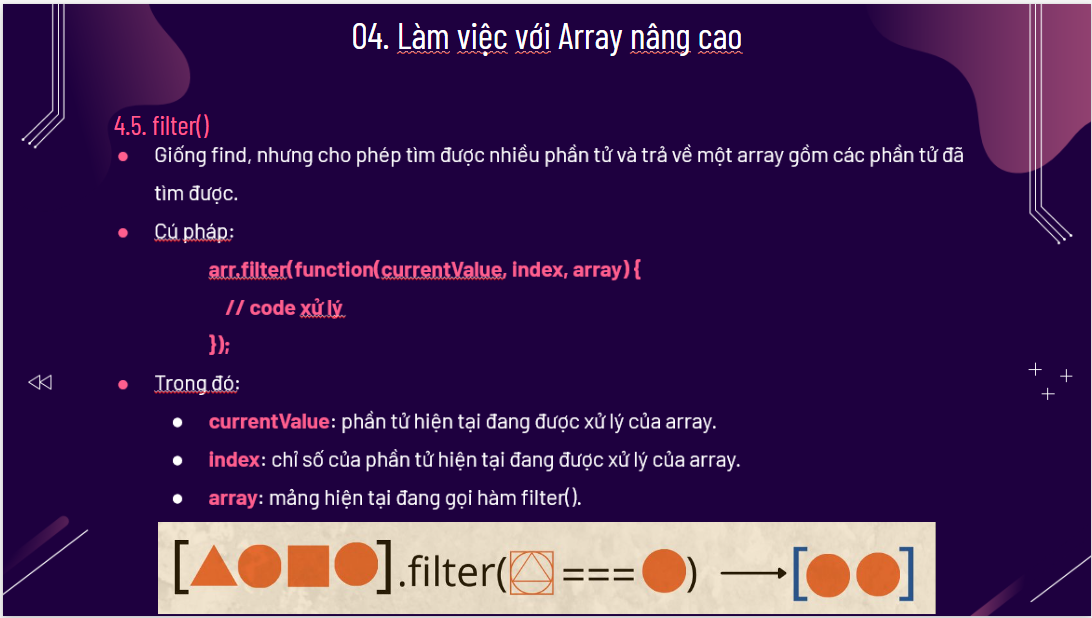 04. Làm việc với Array nâng cao
4.5. filter()
Giống find, nhưng cho phép tìm được nhiều phần tử và trả về một array gồm các phần tử đã
tìm được.
Cú pháp:
arr.filter(function(currentValue, index, array) {
// code xử lý
});
Trong đó:
currentValue: phần tử hiện tại đang được xử lý của array.
index: chỉ số của phần tử hiện tại đang được xử lý của array.
array: mảng hiện tại đang gọi hàm filter().
[ ].filter( === ) [ ]